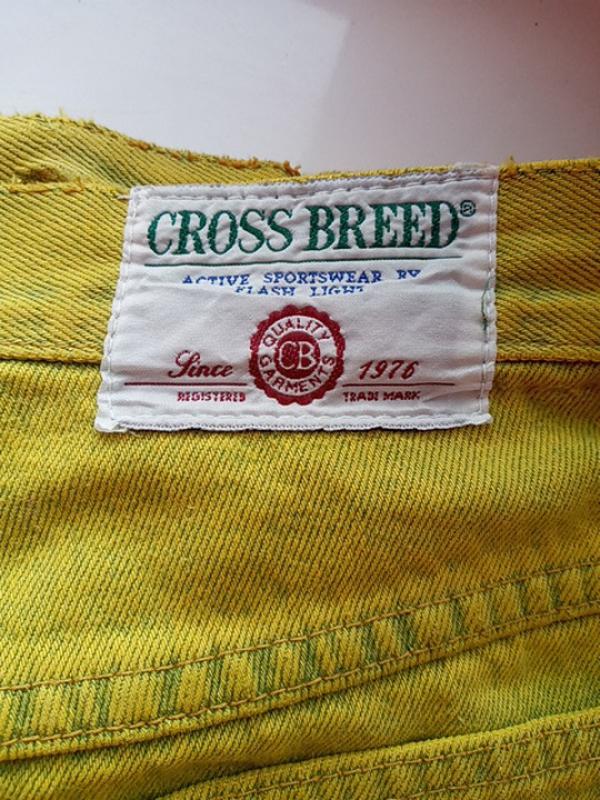 CROSS BREED®
ACTIVE SPORTSWEAR BY
FLASH LIGHT
QUALITY
Since CB 1976
GARMENTS
REGISTERED TRADE MARK